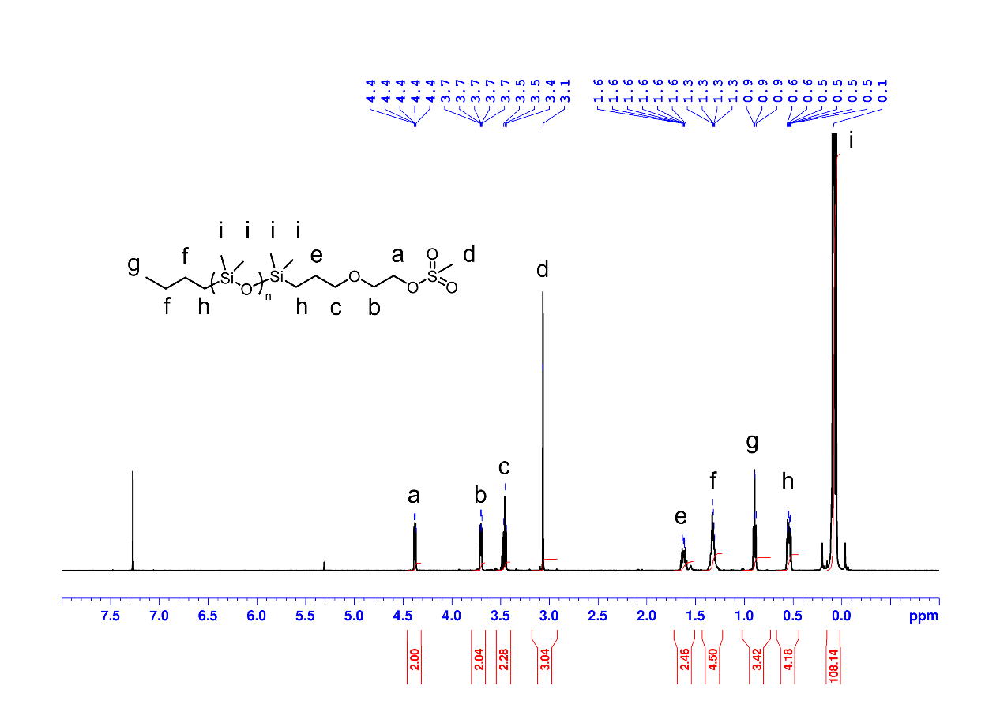 4.4 4.4 4.4 4.4 4.4 3.7 3.7 3.7 3.7 3.7 3.5 3.5 3.4 3.1 1.6 1.6 1.6 1.6 1.6 1.6 1.3 1.3 1.3 1.3 0.9 0.9 0.9 0.6 0.6 0.5 0.5 0.5 0.5 0.1
i
i i i i
g f e a O d
Si O Si O O S O
n
f h h c b
d
g
c f h
a b e
7.5 7.0 6.5 6.0 5.5 5.0 4.5 4.0 3.5 3.0 2.5 2.0 1.5 1.0 0.5 0.0 ppm
2.00 2.04 2.28 3.04 2.46 4.50 3.42 4.18 108.14